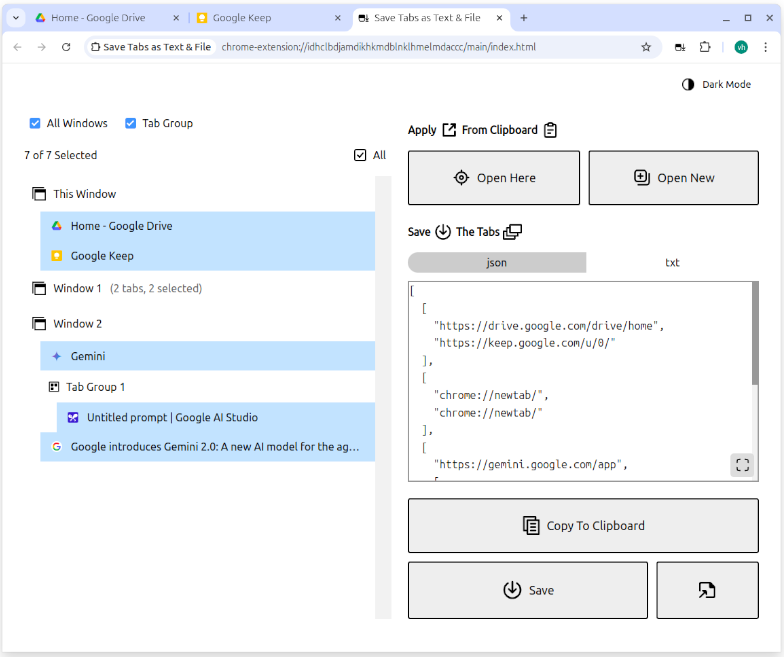 Home - Google Drive
Google Keep
Save Tabs as Text & File
Save Tabs as Text & File chrome-extension://idhclbdjamdikhkmdblnklhmelmdaccc/main/index.html
vh
Dark Mode
All Windows Tab Group
7 of 7 Selected All
This Window
Home - Google Drive
Google Keep
Window 1 (2 tabs, 2 selected)
Window 2
Gemini
Tab Group 1
Untitled prompt | Google AI Studio
Google introduces Gemini 2.0: A new AI model for the ag...
Apply From Clipboard
Open Here Open New
Save The Tabs
json txt
[
[
"https://drive.google.com/drive/home",
"https://keep.google.com/u/0/"
],
[
"chrome://newtab/",
"chrome://newtab/"
],
[
"https://gemini.google.com/app",
[
Copy To Clipboard
Save